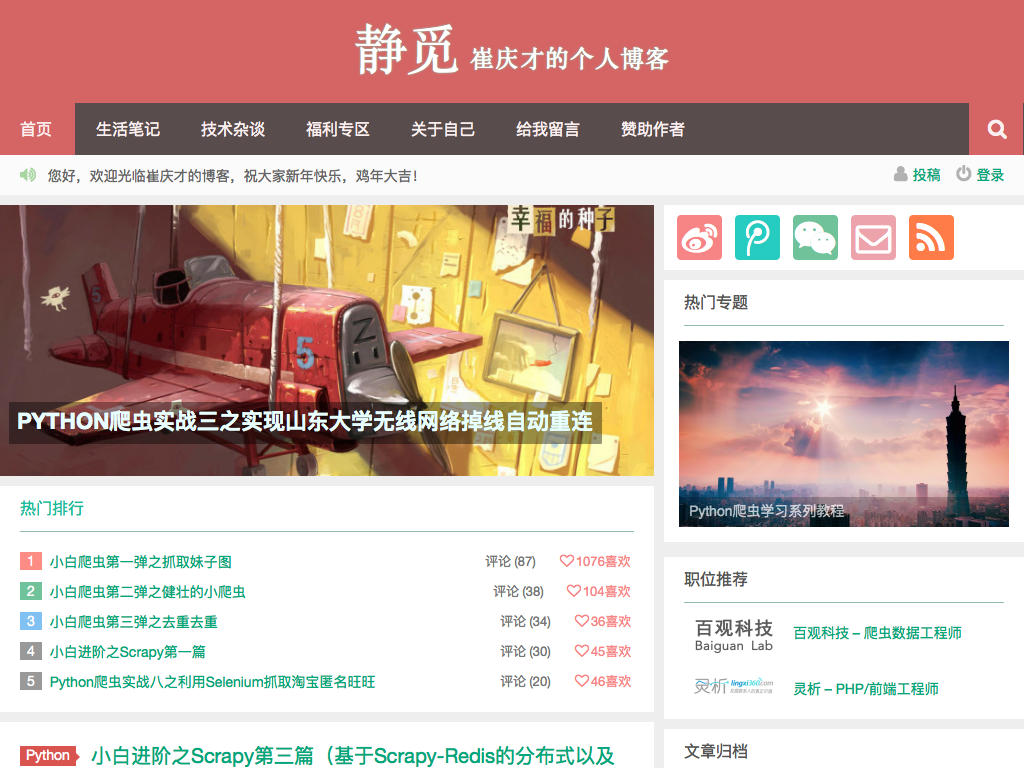 静觅 崔庆才的个人博客
首页 生活笔记 技术杂谈 福利专区 关于自己 给我留言 赞助作者
您好，欢迎光临崔庆才的博客，祝大家新年快乐，鸡年大吉！ 投稿 登录
幸福的种子
5
5
N
PYTHON爬虫实战三之实现山东大学无线网络掉线自动重连
热门排行
1 小白爬虫第一弹之抓取妹子图 评论 (87) 1076喜欢
2 小白爬虫第二弹之健壮的小爬虫 评论 (38) 104喜欢
3 小白爬虫第三弹之去重去重 评论 (34) 36喜欢
4 小白进阶之Scrapy第一篇 评论 (30) 45喜欢
5 Python爬虫实战八之利用Selenium抓取淘宝匿名旺旺 评论 (20) 46喜欢
Python 小白进阶之Scrapy第三篇（基于Scrapy-Redis的分布式以及
热门专题
Python爬虫学习系列教程
职位推荐
百观科技
Baiguan Lab
百观科技 – 爬虫数据工程师
灵析 lingxi360.com
灵析 – PHP/前端工程师
文章归档